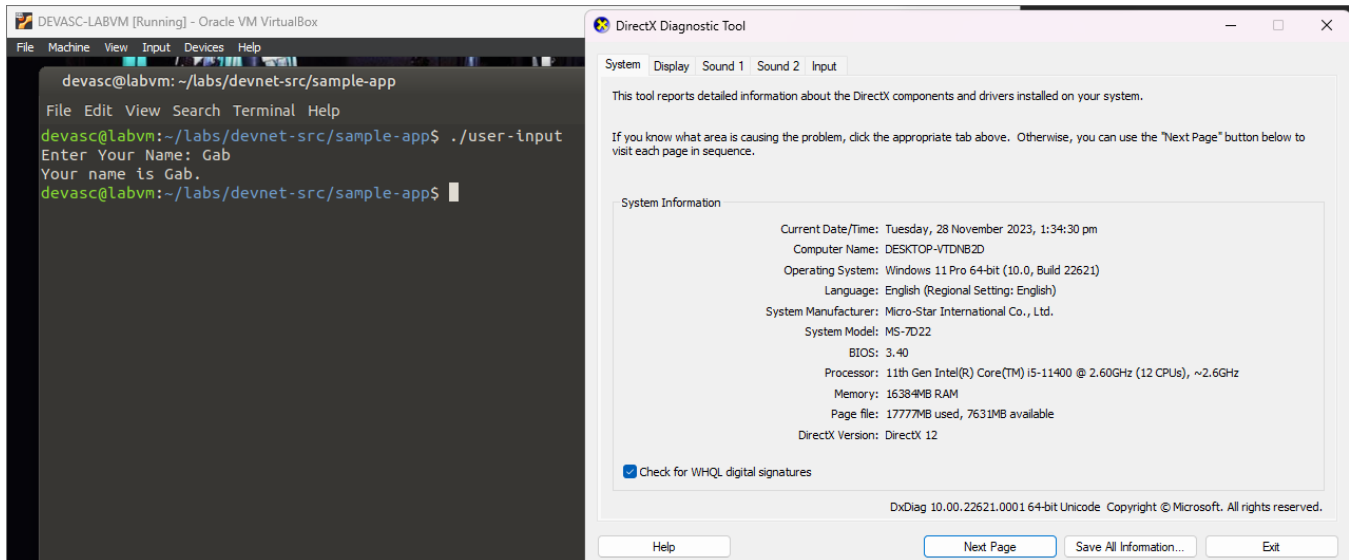 DEVASC-LABVM [Running] - Oracle VM VirtualBox
File Machine View Input Devices Help
devasc@labvm: ~/labs/devnet-src/sample-app
File Edit View Search Terminal Help
devasc@labvm:~/labs/devnet-src/sample-app$ ./user-input
Enter Your Name: Gab
Your name is Gab.
devasc@labvm:~/labs/devnet-src/sample-app$
DirectX Diagnostic Tool
System Display Sound 1 Sound 2 Input
This tool reports detailed information about the DirectX components and drivers installed on your system.
If you know what area is causing the problem, click the appropriate tab above. Otherwise, you can use the "Next Page" button below to
visit each page in sequence.
System Information
Current Date/Time: Tuesday, 28 November 2023, 1:34:30 pm
Computer Name: DESKTOP-VTDNB2D
Operating System: Windows 11 Pro 64-bit (10.0, Build 22621)
Language: English (Regional Setting: English)
System Manufacturer: Micro-Star International Co., Ltd.
System Model: MS-7D22
BIOS: 3.40
Processor: 11th Gen Intel(R) Core(TM) i5-11400 @ 2.60GHz (12 CPUs), ~2.6GHz
Memory: 16384MB RAM
Page file: 17777MB used, 7631MB available
DirectX Version: DirectX 12
Check for WHQL digital signatures
DxDiag 10.00.22621.0001 64-bit Unicode Copyright © Microsoft. All rights reserved.
Help Next Page Save All Information... Exit